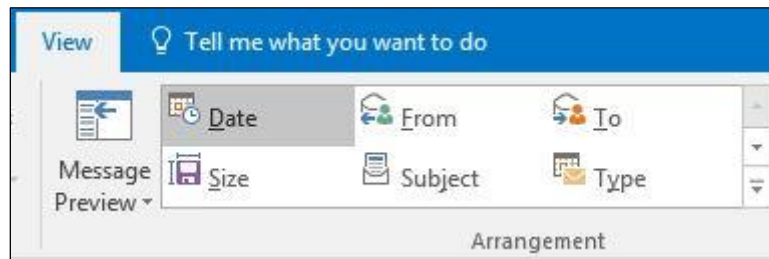 View Tell me what you want to do
Date From To
Message Size Subject Type
Preview
Arrangement